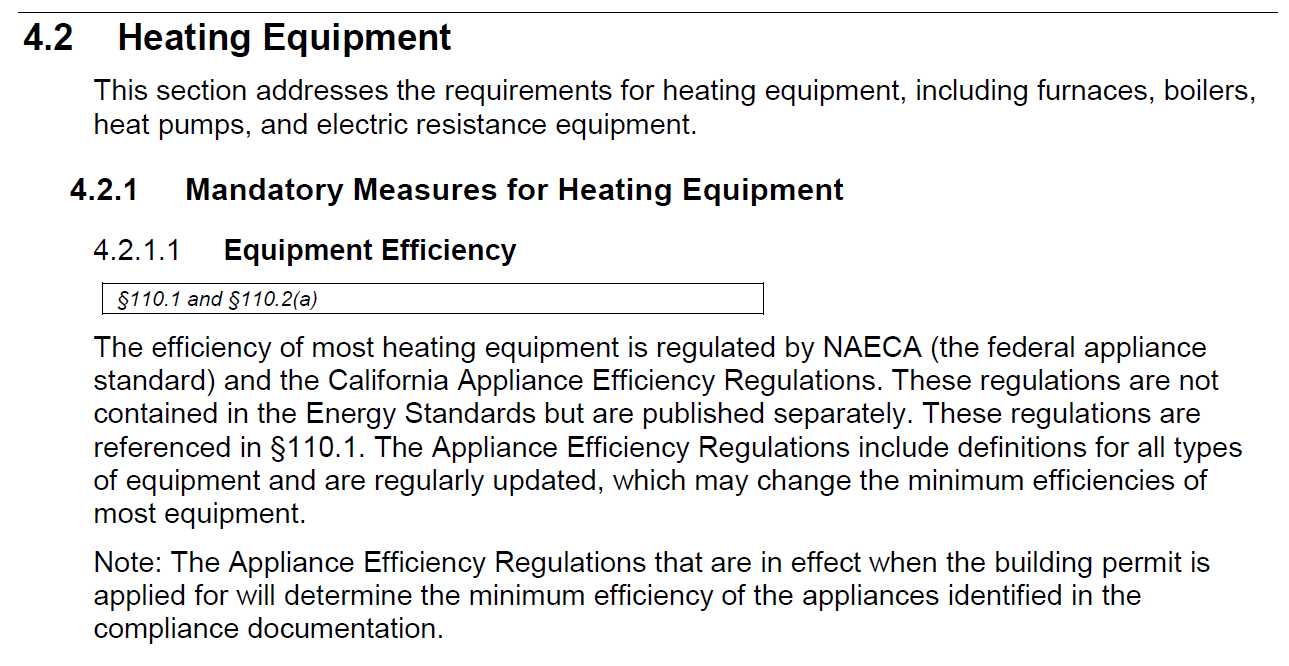 4.2 Heating Equipment
This section addresses the requirements for heating equipment, including furnaces, boilers,
heat pumps, and electric resistance equipment.
4.2.1 Mandatory Measures for Heating Equipment
4.2.1.1 Equipment Efficiency
§110.1 and §110.2(a)
The efficiency of most heating equipment is regulated by NAECA (the federal appliance
standard) and the California Appliance Efficiency Regulations. These regulations are not
contained in the Energy Standards but are published separately. These regulations are
referenced in §110.1. The Appliance Efficiency Regulations include definitions for all types
of equipment and are regularly updated, which may change the minimum efficiencies of
most equipment.
Note: The Appliance Efficiency Regulations that are in effect when the building permit is
applied for will determine the minimum efficiency of the appliances identified in the
compliance documentation.